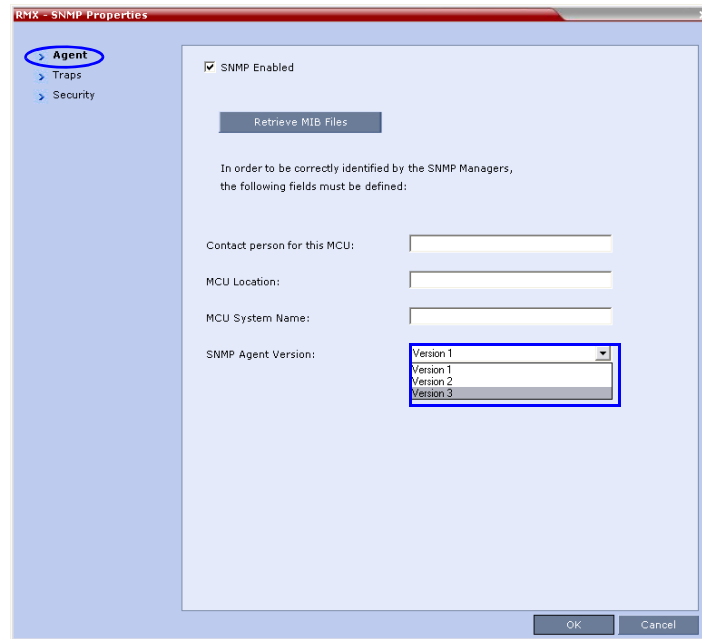 RMX - SNMP Properties
Agent
Traps
Security
SNMP Enabled
Retrieve MIB Files
In order to be correctly identified by the SNMP Managers,
the following fields must be defined:
Contact person for this MCU:
MCU Location:
MCU System Name:
SNMP Agent Version:
Version 1
Version 1
Version 2
Version 3
OK
Cancel